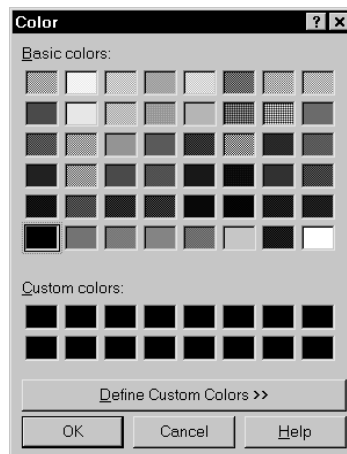 Color ? ×
Basic colors:
Custom colors:
Define Custom Colors >>
OK Cancel Help